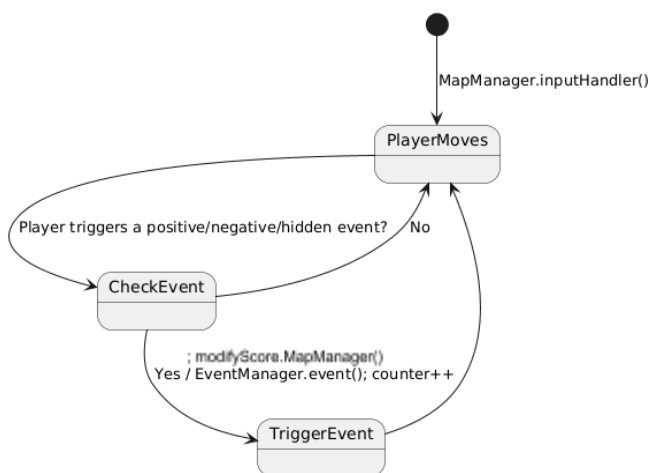 MapManager.inputHandler()
PlayerMoves
Player triggers a positive/negative/hidden event?
No
CheckEvent
; modifyScore.MapManager()
Yes / EventManager.event(); counter++
TriggerEvent